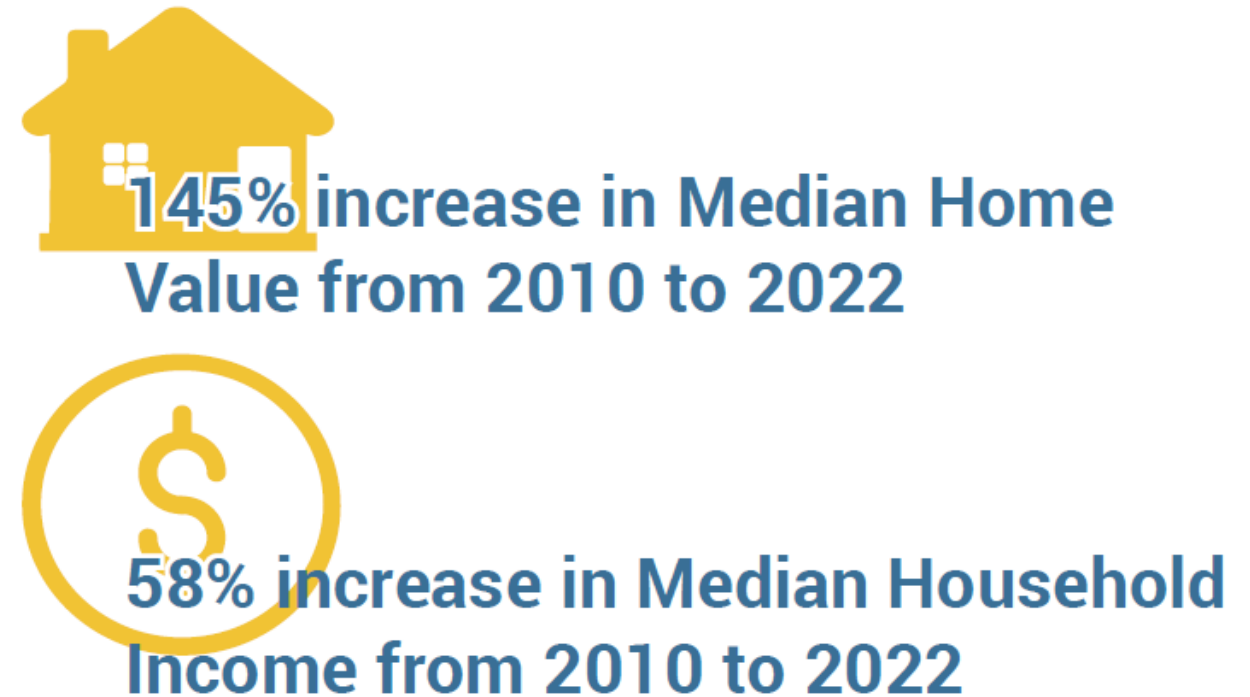 145% increase in Median Home
Value from 2010 to 2022
$
58% increase in Median Household
Income from 2010 to 2022